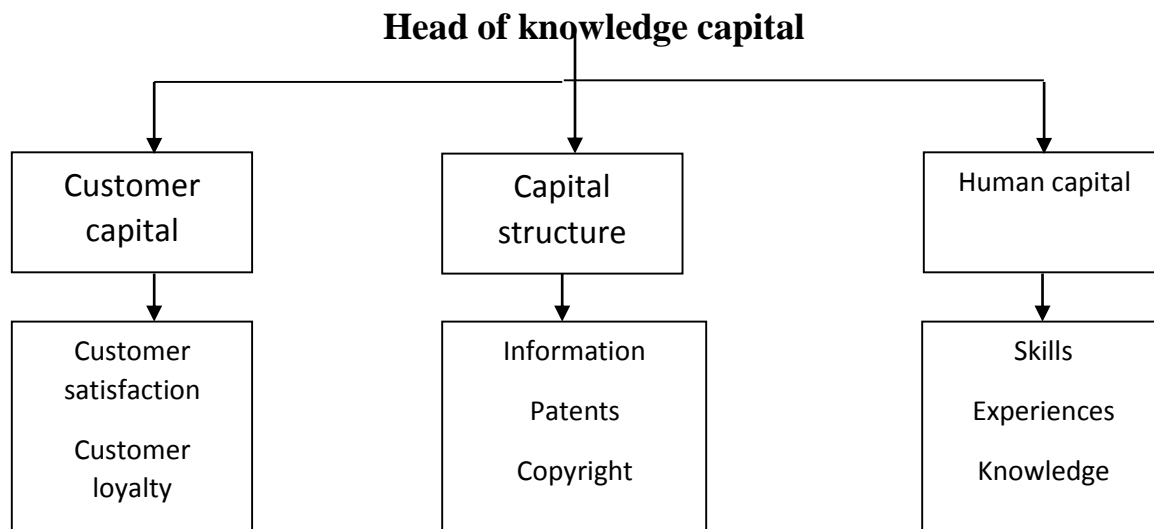 Head of knowledge capital
Customer
capital
Capital
structure
Human capital
Customer
satisfaction
Customer
loyalty
Information
Patents
Copyright
Skills
Experiences
Knowledge